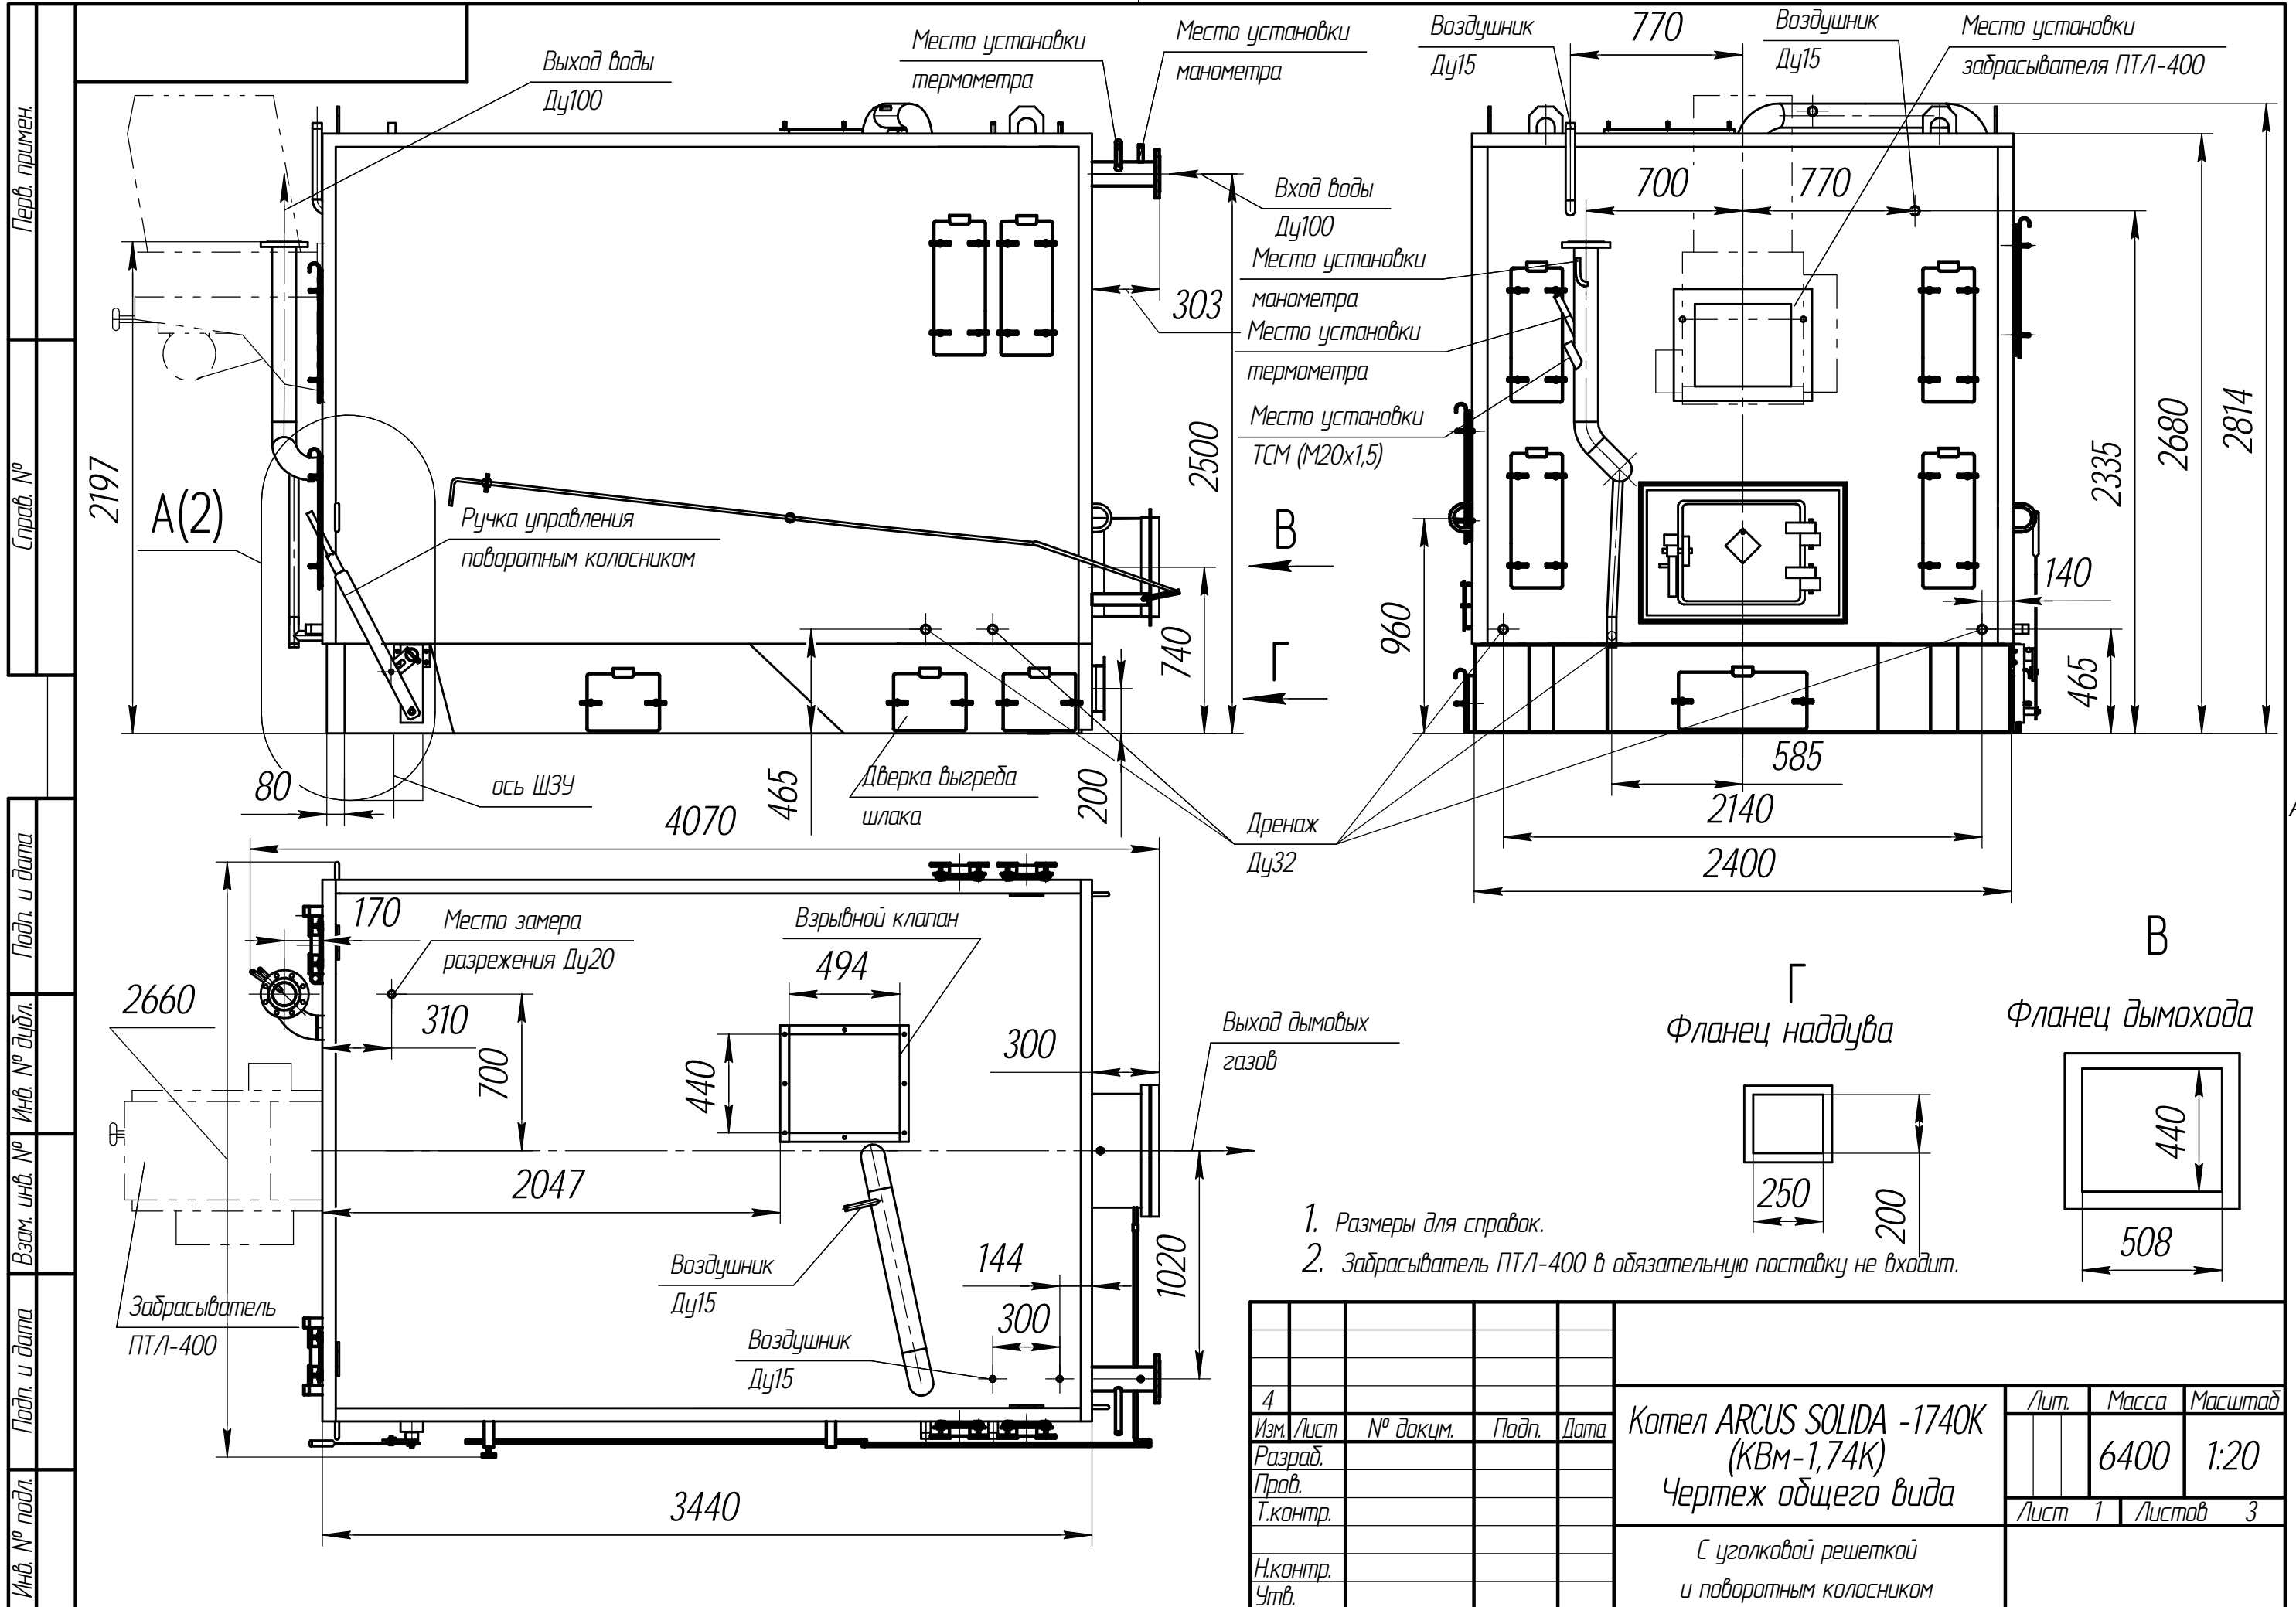 Перв. примен.
Справ. №
Подп. и дата
Инв. № дубл.
Взам. инв. №
Подп. и дата
Инв. № подл.
Выход воды
Ду100
Место установки
термометра
Место установки
манометра
Вход воды
Ду100
303
2500
2197
А(2)
Ручка управления
поворотным колосником
В
Г
740
200
465
80
ось ШЗУ
Дверка выгреба
шлака
Дренаж
Ду32
Воздушник
Ду15
770
Воздушник
Ду15
Место установки
забрасывателя ПТЛ-400
700
770
Место установки
манометра
Место установки
термометра
Место установки
ТСМ (М20х1,5)
960
140
465
2335
2680
2814
585
2140
2400
4070
170
Место замера
разрежения Ду20
Взрывной клапан
494
2660
310
700
440
300
Выход дымовых
газов
2047
144
300
1020
Воздушник
Ду15
Воздушник
Ду15
Забрасыватель
ПТЛ-400
3440
Г
Фланец наддува
250
200
В
Фланец дымохода
440
508
1. Размеры для справок.
2. Забрасыватель ПТЛ-400 в обязательную поставку не входит.
4
Изм. Лист № докум. Подп. Дата
Разраб.
Пров.
Т.контр.
Н.контр.
Утв.
Котел ARCUS SOLIDA -1740К
(КВм-1,74К)
Чертеж общего вида
Лит. Масса Масштаб
6400 1:20
Лист 1 Листов 3
С уголковой решеткой
и поворотным колосником